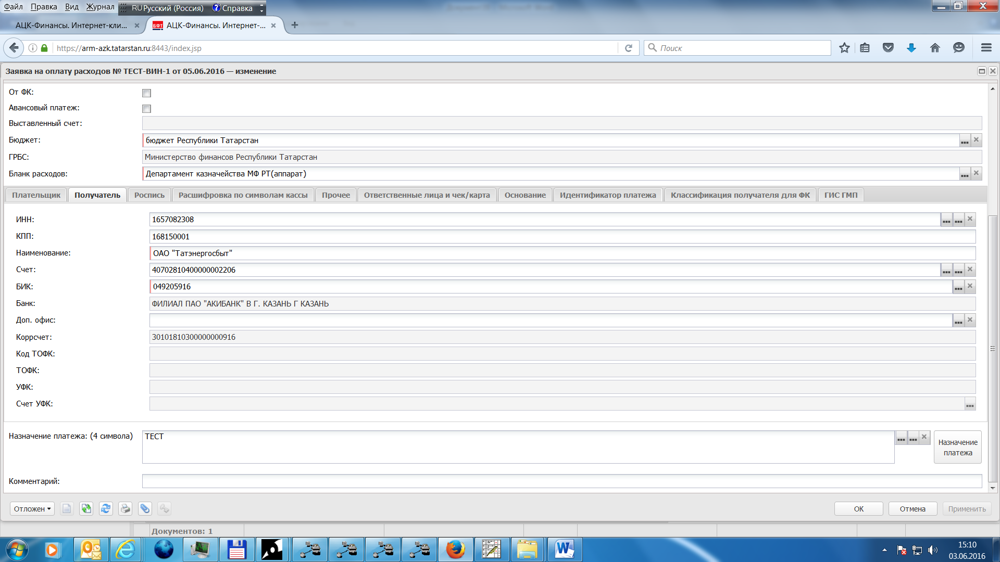 Файл Правка Вид Журнал RU Русский (Россия) Справка
АЦК-Финансы. Интернет-кли... БФТ АЦК-Финансы. Интернет-...
https://arm-azk.tatarstan.ru:8443/index.jsp Поиск
Заявка на оплату расходов № ТЕСТ-ВИН-1 от 05.06.2016 — изменение
От ФК:
Авансовый платеж:
Выставленный счет:
Бюджет: бюджет Республики Татарстан
ГРБС: Министерство финансов Республики Татарстан
Бланк расходов: Департамент казначейства МФ РТ(аппарат)
Плательщик Получатель Роспись Расшифровка по символам кассы Прочее Ответственные лица и чек/карта Основание Идентификатор платежа Классификация получателя для ФК ГИС ГМП
ИНН: 1657082308
КПП: 168150001
Наименование: ОАО "Татэнергосбыт"
Счет: 40702810400000002206
БИК: 049205916
Банк: ФИЛИАЛ ПАО "АКИБАНК" В Г. КАЗАНЬ Г КАЗАНЬ
Доп. офис:
Коррсчет: 30101810300000000916
Код ТОФК:
ТОФК:
УФК:
Счет УФК:
Назначение платежа: (4 символа) ТЕСТ
Назначение
платежа
Комментарий:
Отложен ОК Отмена Применить
Документов: 1
15:10
03.06.2016